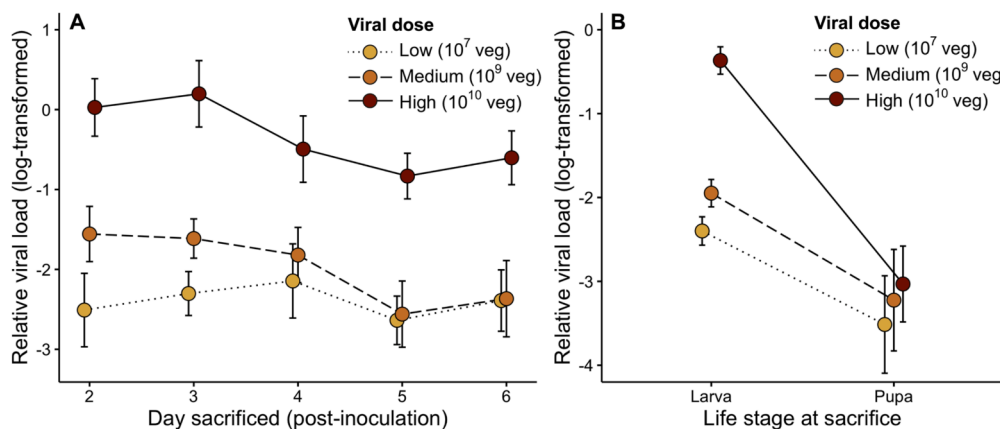 A
Viral dose
Low (10⁷ veg)
Medium (10⁹ veg)
High (10¹⁰ veg)
Relative viral load (log-transformed)
1
0
-1
-2
-3
2 3 4 5 6
Day sacrificed (post-inoculation)
B
Viral dose
Low (10⁷ veg)
Medium (10⁹ veg)
High (10¹⁰ veg)
Relative viral load (log-transformed)
0
-1
-2
-3
-4
Larva Pupa
Life stage at sacrifice